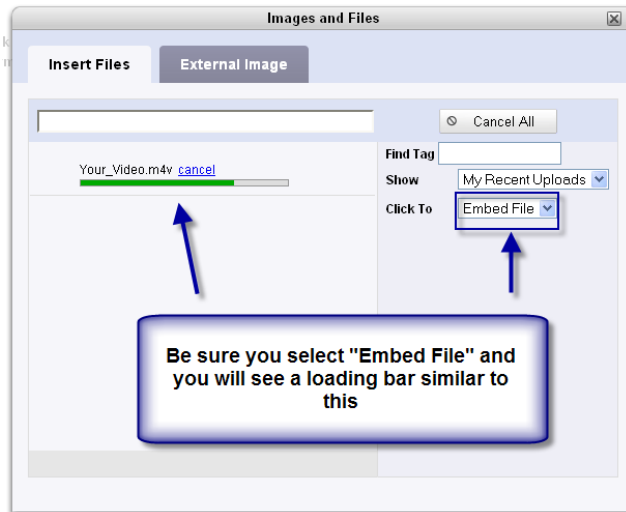 Images and Files
Insert Files
External Image
Cancel All
Your_Video.m4v cancel
Find Tag
Show My Recent Uploads
Click To Embed File
Be sure you select "Embed File" and
you will see a loading bar similar to
this